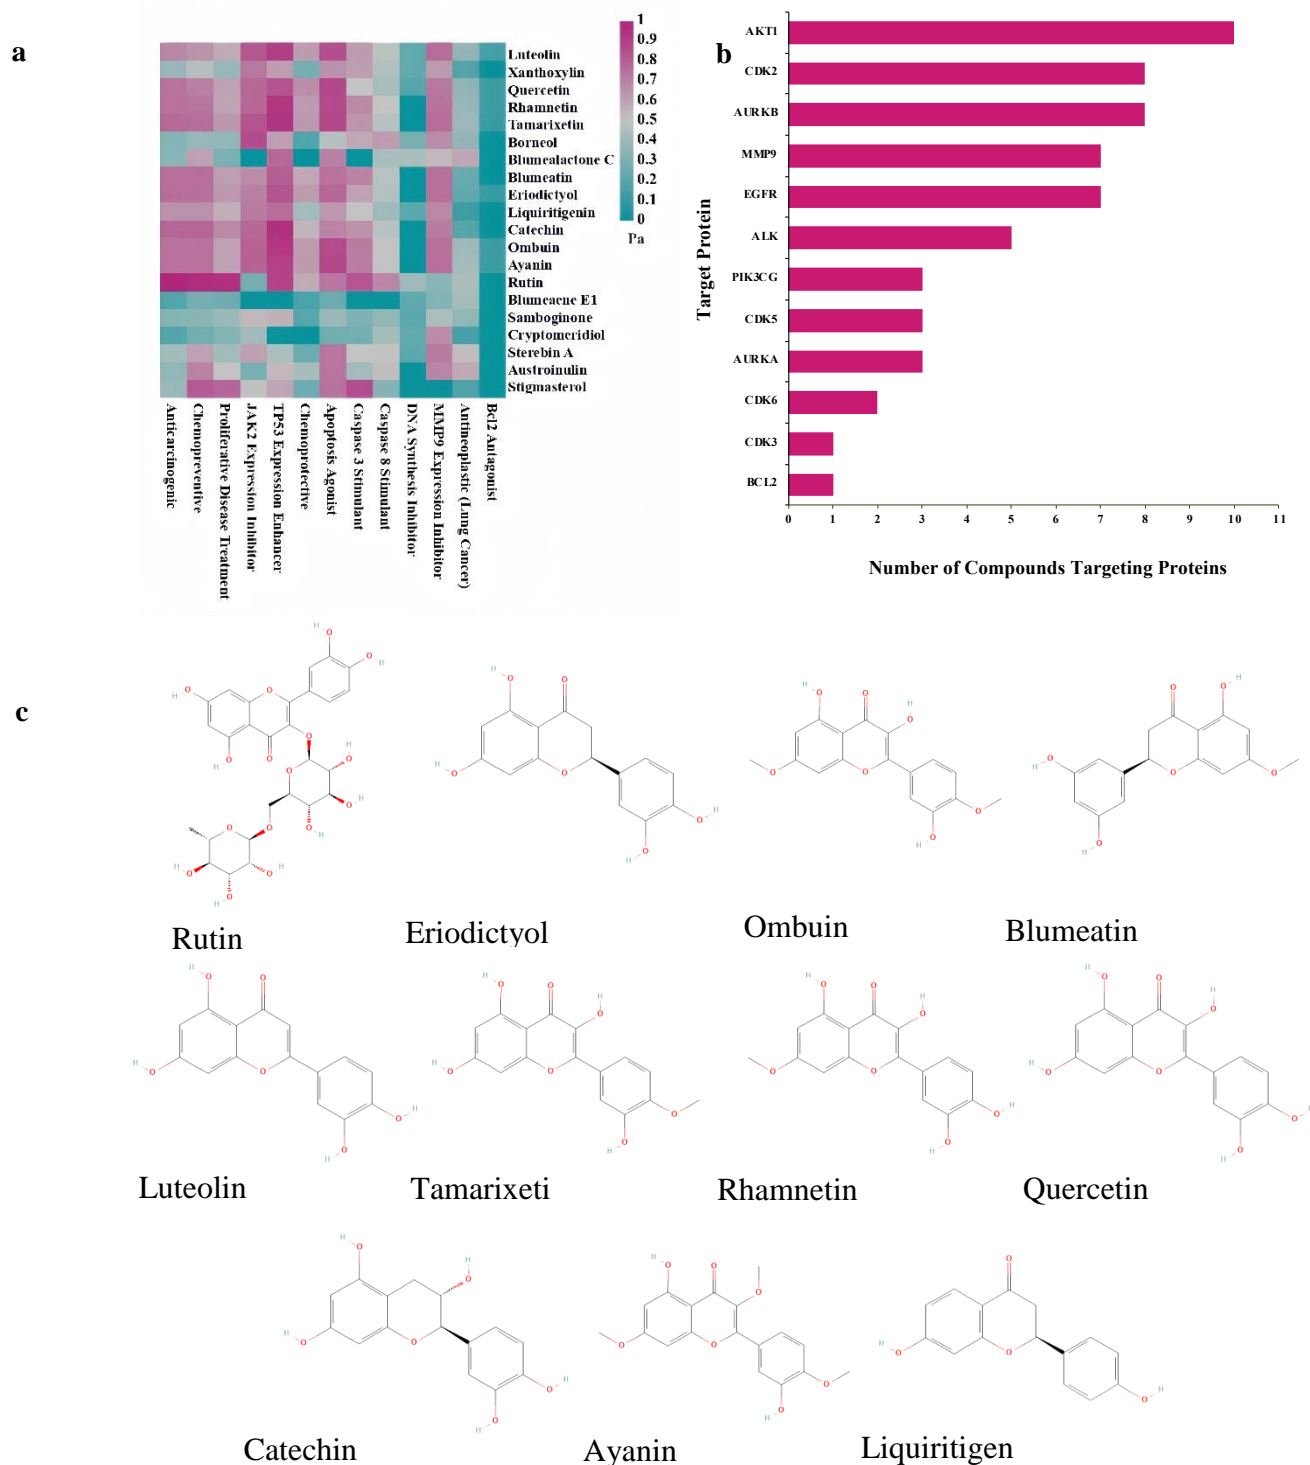 a
1
0.9
0.8
0.7
0.6
0.5
0.4
0.3
0.2
0.1
0
Pa
Luteolin
Xanthoxylin
Quercetin
Rhamnetin
Tamarixetin
Borneol
Blumealactone C
Blumeatin
Eriodictyol
Liquiritigenin
Catechin
Ombuin
Ayanin
Rutin
Blumeaene E1
Samboginone
Cryptomeridiol
Sterebin A
Austroinulin
Stigmasterol
Anticarcinogenic
Chemopreventive
Proliferative Disease Treatment
JAK2 Expression Inhibitor
TP53 Expression Enhancer
Chemoprotective
Apoptosis Agonist
Caspase 3 Stimulant
Caspase 8 Stimulant
DNA Synthesis Inhibitor
MMP9 Expression Inhibitor
Antineoplastic (Lung Cancer)
Bcl2 Antagonist
b
Target Protein
AKT1
CDK2
AURKB
MMP9
EGFR
ALK
PIK3CG
CDK5
AURKA
CDK6
CDK3
BCL2
0 1 2 3 4 5 6 7 8 9 10 11
Number of Compounds Targeting Proteins
c
Rutin
Eriodictyol
Ombuin
Blumeatin
Luteolin
Tamarixeti
Rhamnetin
Quercetin
Catechin
Ayanin
Liquiritigen